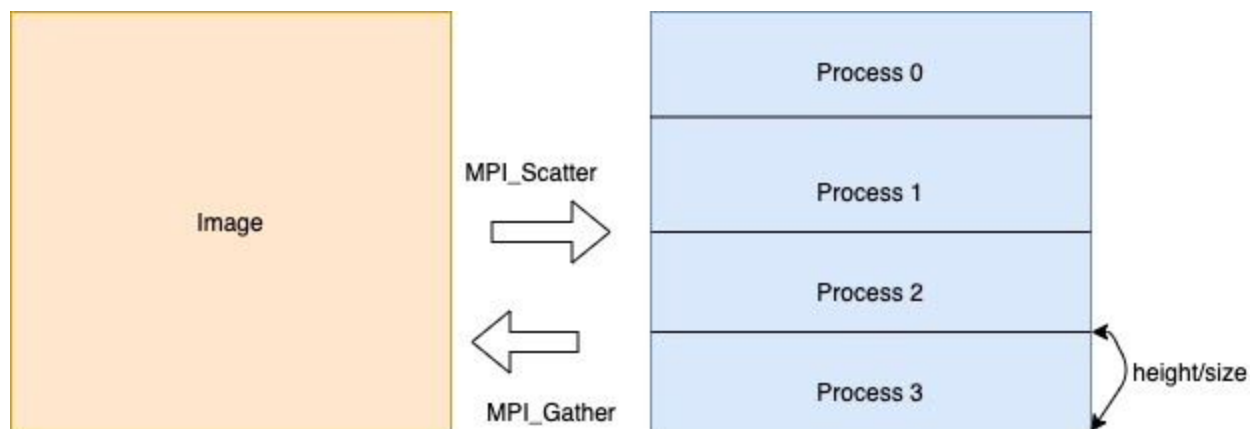 Image
MPI_Scatter
MPI_Gather
Process 0
Process 1
Process 2
Process 3
height/size